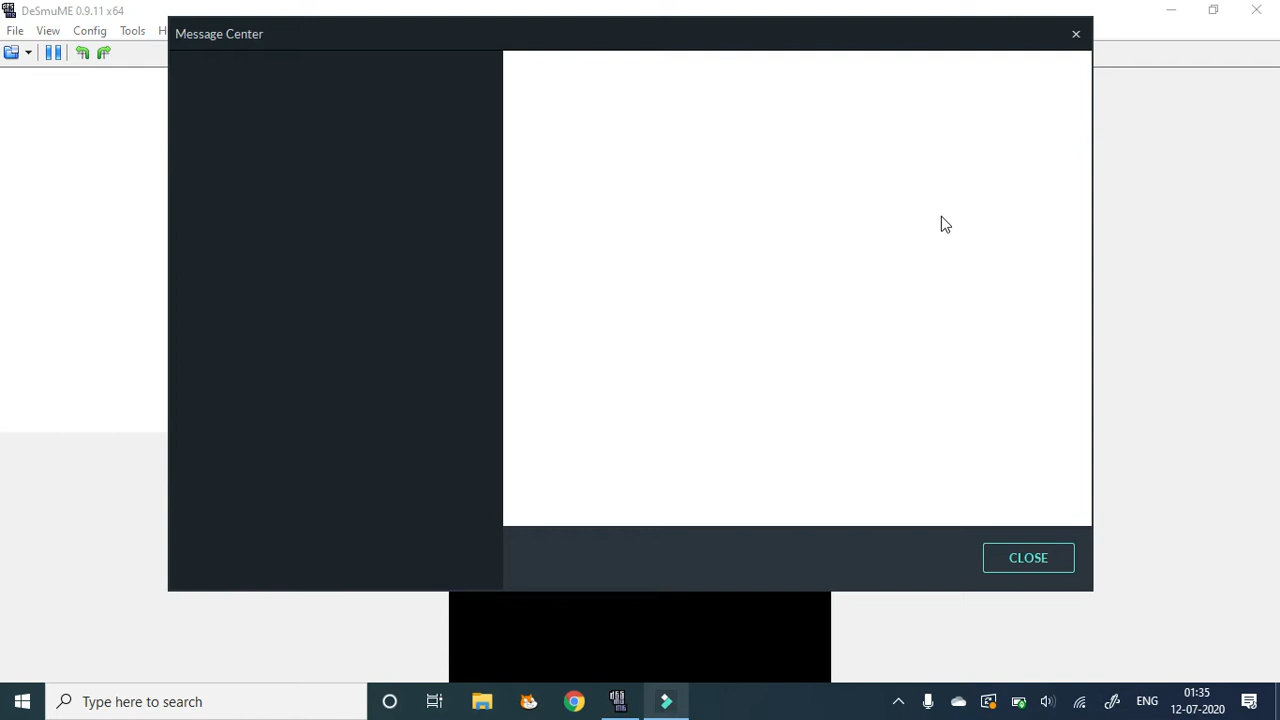 DeSmuME 0.9.11 x64
Message Center
File View Config Tools H
CLOSE
Type here to search
ENG
01:35
12-07-2020